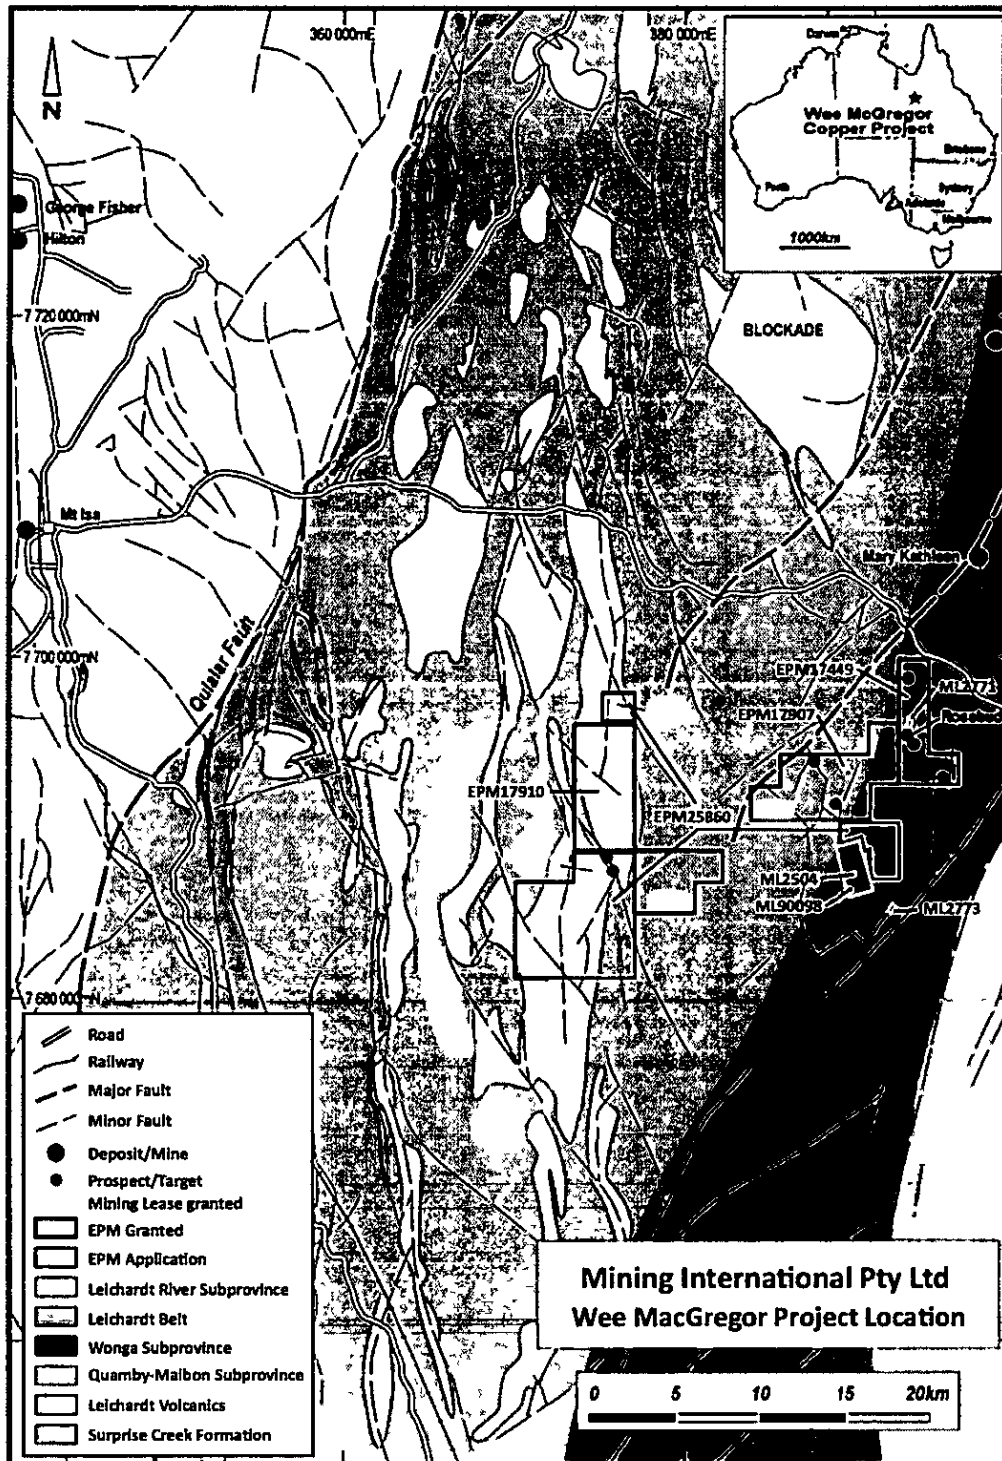 360 000mE
380 000mE
N
Darwin
Wee McGregor
Copper Project
Brisbane
Perth
Sydney
Adelaide
Melbourne
1000km
George Fisher
Hilton
7 720 000mN
BLOCKADE
Mt Isa
Mary Kathleen
Quialar Fault
7 700 000mN
EPM17449
ML2771
EPM17907
EPM17910
EPM25860
ML2504
ML90098
ML2773
7 680 000mN
Road
Railway
Major Fault
Minor Fault
Deposit/Mine
Prospect/Target
Mining Lease granted
EPM Granted
EPM Application
Leichardt River Subprovince
Leichardt Belt
Wonga Subprovince
Quamby-Malbon Subprovince
Leichardt Volcanics
Surprise Creek Formation
Mining International Pty Ltd
Wee MacGregor Project Location
0 5 10 15 20km